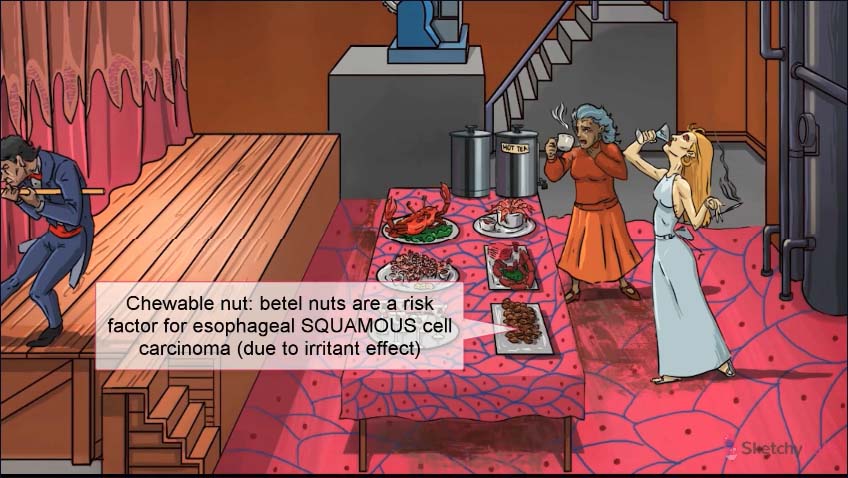 HOT TEA
Chewable nut: betel nuts are a risk
factor for esophageal SQUAMOUS cell
carcinoma (due to irritant effect)
Sketchy